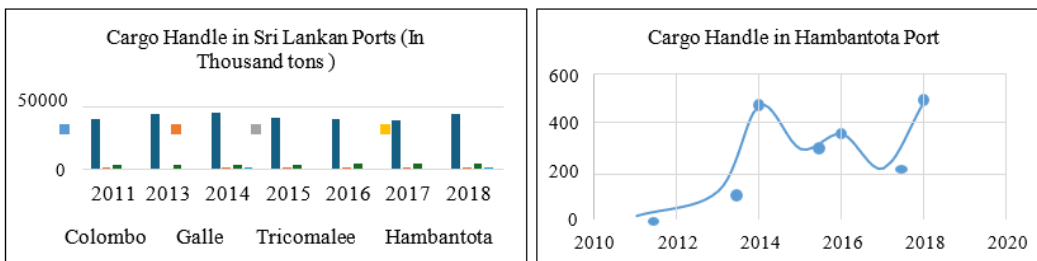 Cargo Handle in Sri Lankan Ports (In
Thousand tons )
50000
0
2011 2013 2014 2015 2016 2017 2018
Colombo Galle Tricomalee Hambantota
Cargo Handle in Hambantota Port
600
400
200
0
2010 2012 2014 2016 2018 2020